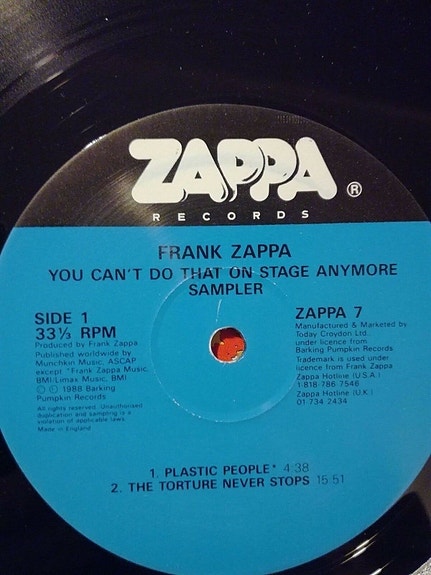 ZAPPA ®
RECORDS
FRANK ZAPPA
YOU CAN'T DO THAT ON STAGE ANYMORE
SAMPLER
SIDE 1
33⅓ RPM
Produced by Frank Zappa
Published worldwide by
Munchkin Music, ASCAP
except *Frank Zappa Music,
BMI/Limax Music, BMI
℗ © 1988 Barking
Pumpkin Records
All rights reserved. Unauthorised
duplication and sampling is a
violation of applicable laws.
Made in England
ZAPPA 7
Manufactured & Marketed by
Today Croydon Ltd.,
under licence from
Barking Pumpkin Records
Trademark is used under
licence from Frank Zappa
Zappa Hotline (U.S.A.)
1-818 786 7546
Zappa Hotline (U.K.)
01 734 2434
1. PLASTIC PEOPLE* 4:38
2. THE TORTURE NEVER STOPS 15:51